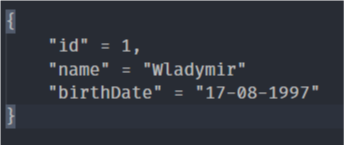 {
"id" = 1,
"name" = "Wladymir"
"birthDate" = "17-08-1997"
}